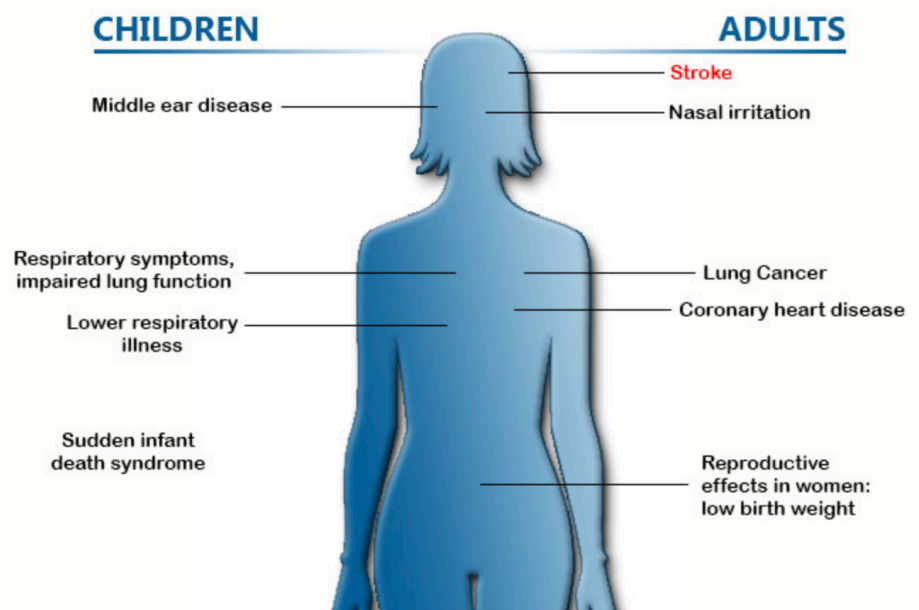 CHILDREN
ADULTS
Stroke
Middle ear disease
Nasal irritation
Respiratory symptoms,
impaired lung function
Lung Cancer
Coronary heart disease
Lower respiratory
illness
Sudden infant
death syndrome
Reproductive
effects in women:
low birth weight